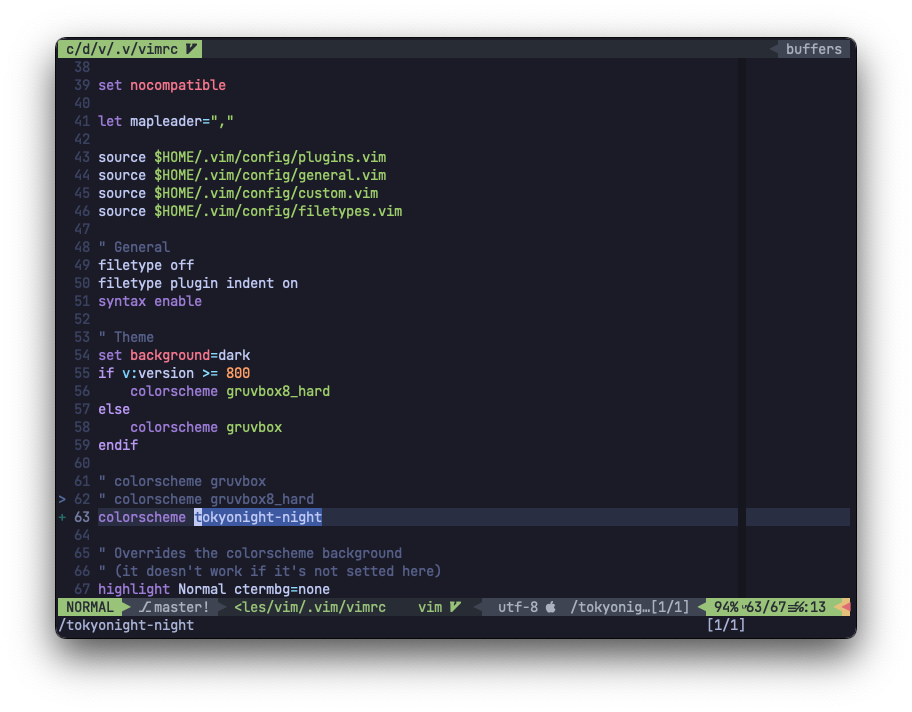 c/d/v/.v/vimrc buffers
38
39 set nocompatible
40
41 let mapleader=","
42
43 source $HOME/.vim/config/plugins.vim
44 source $HOME/.vim/config/general.vim
45 source $HOME/.vim/config/custom.vim
46 source $HOME/.vim/config/filetypes.vim
47
48 " General
49 filetype off
50 filetype plugin indent on
51 syntax enable
52
53 " Theme
54 set background=dark
55 if v:version >= 800
56 colorscheme gruvbox8_hard
57 else
58 colorscheme gruvbox
59 endif
60
61 " colorscheme gruvbox
> 62 " colorscheme gruvbox8_hard
+ 63 colorscheme tokyonight-night
64
65 " Overrides the colorscheme background
66 " (it doesn't work if it's not setted here)
67 highlight Normal ctermbg=none
NORMAL master! <les/vim/.vim/vimrc vim utf-8 /tokyonig…[1/1] 94% 63/67 :13
/tokyonight-night [1/1]